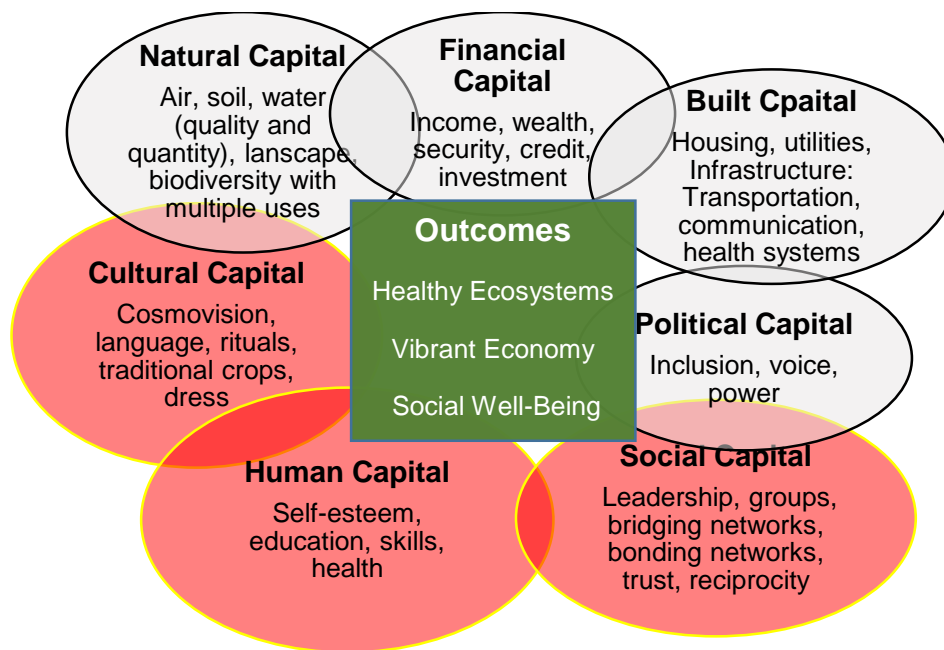 Natural Capital
Air, soil, water
(quality and
quantity), lanscape,
biodiversity with
multiple uses
Financial
Capital
Income, wealth,
security, credit,
investment
Built Cpaital
Housing, utilities,
Infrastructure:
Transportation,
communication,
health systems
Cultural Capital
Cosmovision,
language, rituals,
traditional crops,
dress
Outcomes
Healthy Ecosystems
Vibrant Economy
Social Well-Being
Political Capital
Inclusion, voice,
power
Human Capital
Self-esteem,
education, skills,
health
Social Capital
Leadership, groups,
bridging networks,
bonding networks,
trust, reciprocity